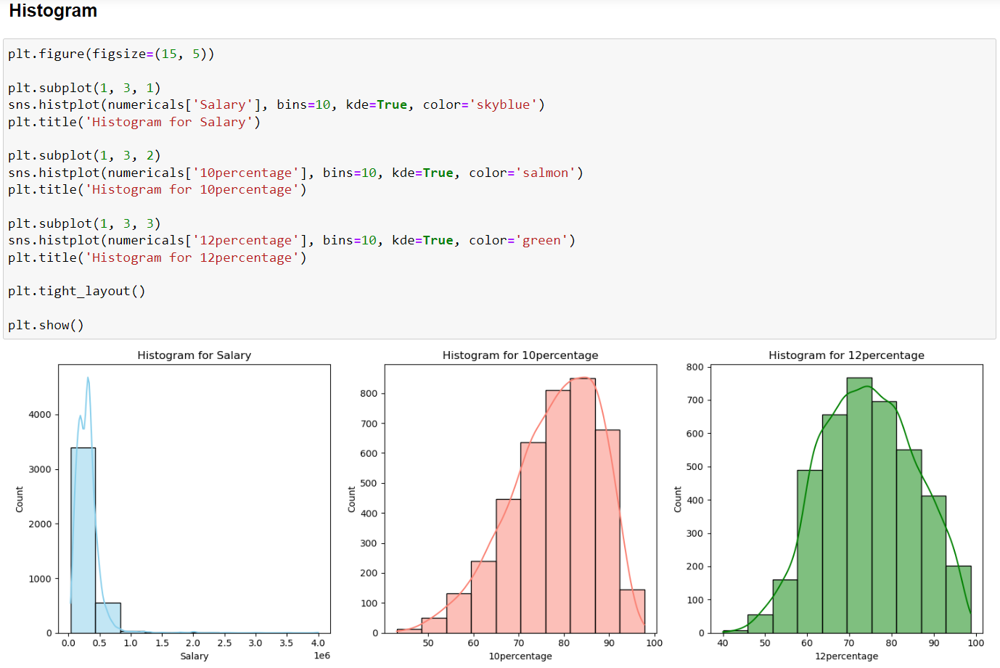 Histogram
plt.figure(figsize=(15, 5))
plt.subplot(1, 3, 1)
sns.histplot(numericals['Salary'], bins=10, kde=True, color='skyblue')
plt.title('Histogram for Salary')
plt.subplot(1, 3, 2)
sns.histplot(numericals['10percentage'], bins=10, kde=True, color='salmon')
plt.title('Histogram for 10percentage')
plt.subplot(1, 3, 3)
sns.histplot(numericals['12percentage'], bins=10, kde=True, color='green')
plt.title('Histogram for 12percentage')
plt.tight_layout()
plt.show()
Histogram for Salary
Count
4000
3000
2000
1000
0
0.0 0.5 1.0 1.5 2.0 2.5 3.0 3.5 4.0
Salary
1e6
Histogram for 10percentage
Count
800
700
600
500
400
300
200
100
0
50 60 70 80 90 100
10percentage
Histogram for 12percentage
Count
800
700
600
500
400
300
200
100
0
40 50 60 70 80 90 100
12percentage